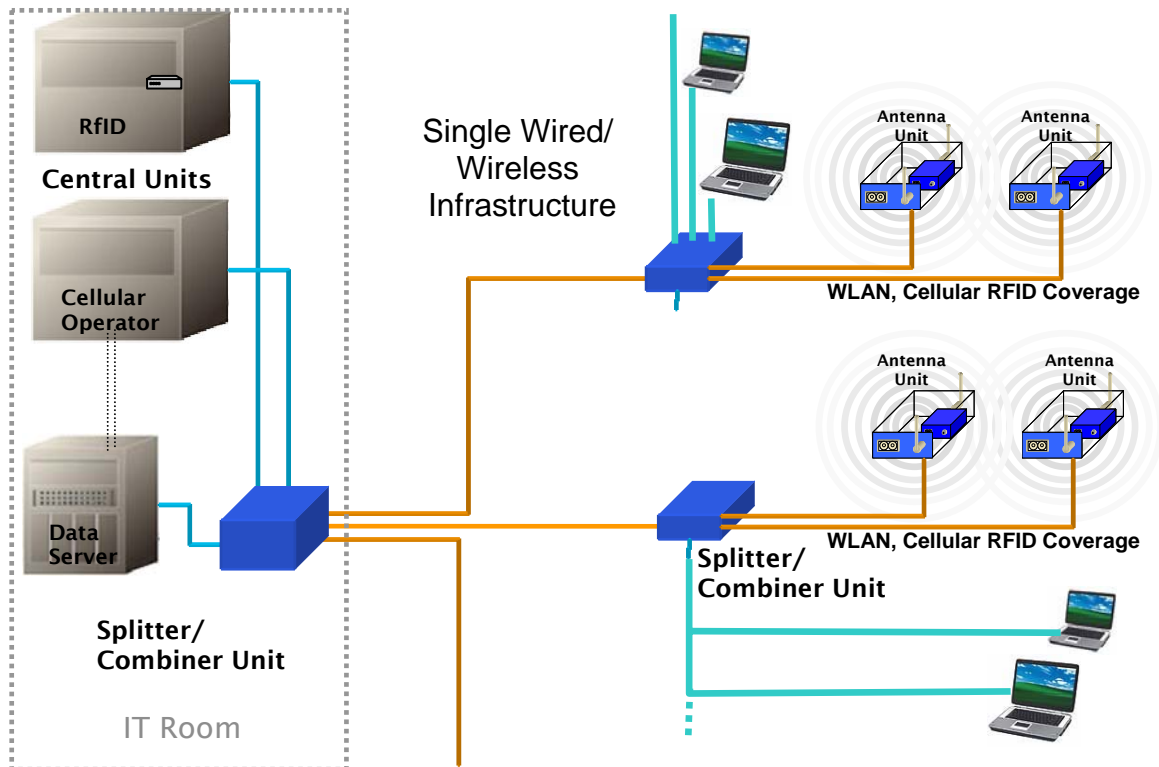 RfID
Central Units
Cellular
Operator
Data
Server
Splitter/
Combiner Unit
IT Room
Single Wired/
Wireless
Infrastructure
Antenna
Unit
Antenna
Unit
WLAN, Cellular RFID Coverage
Antenna
Unit
Antenna
Unit
WLAN, Cellular RFID Coverage
Splitter/
Combiner Unit